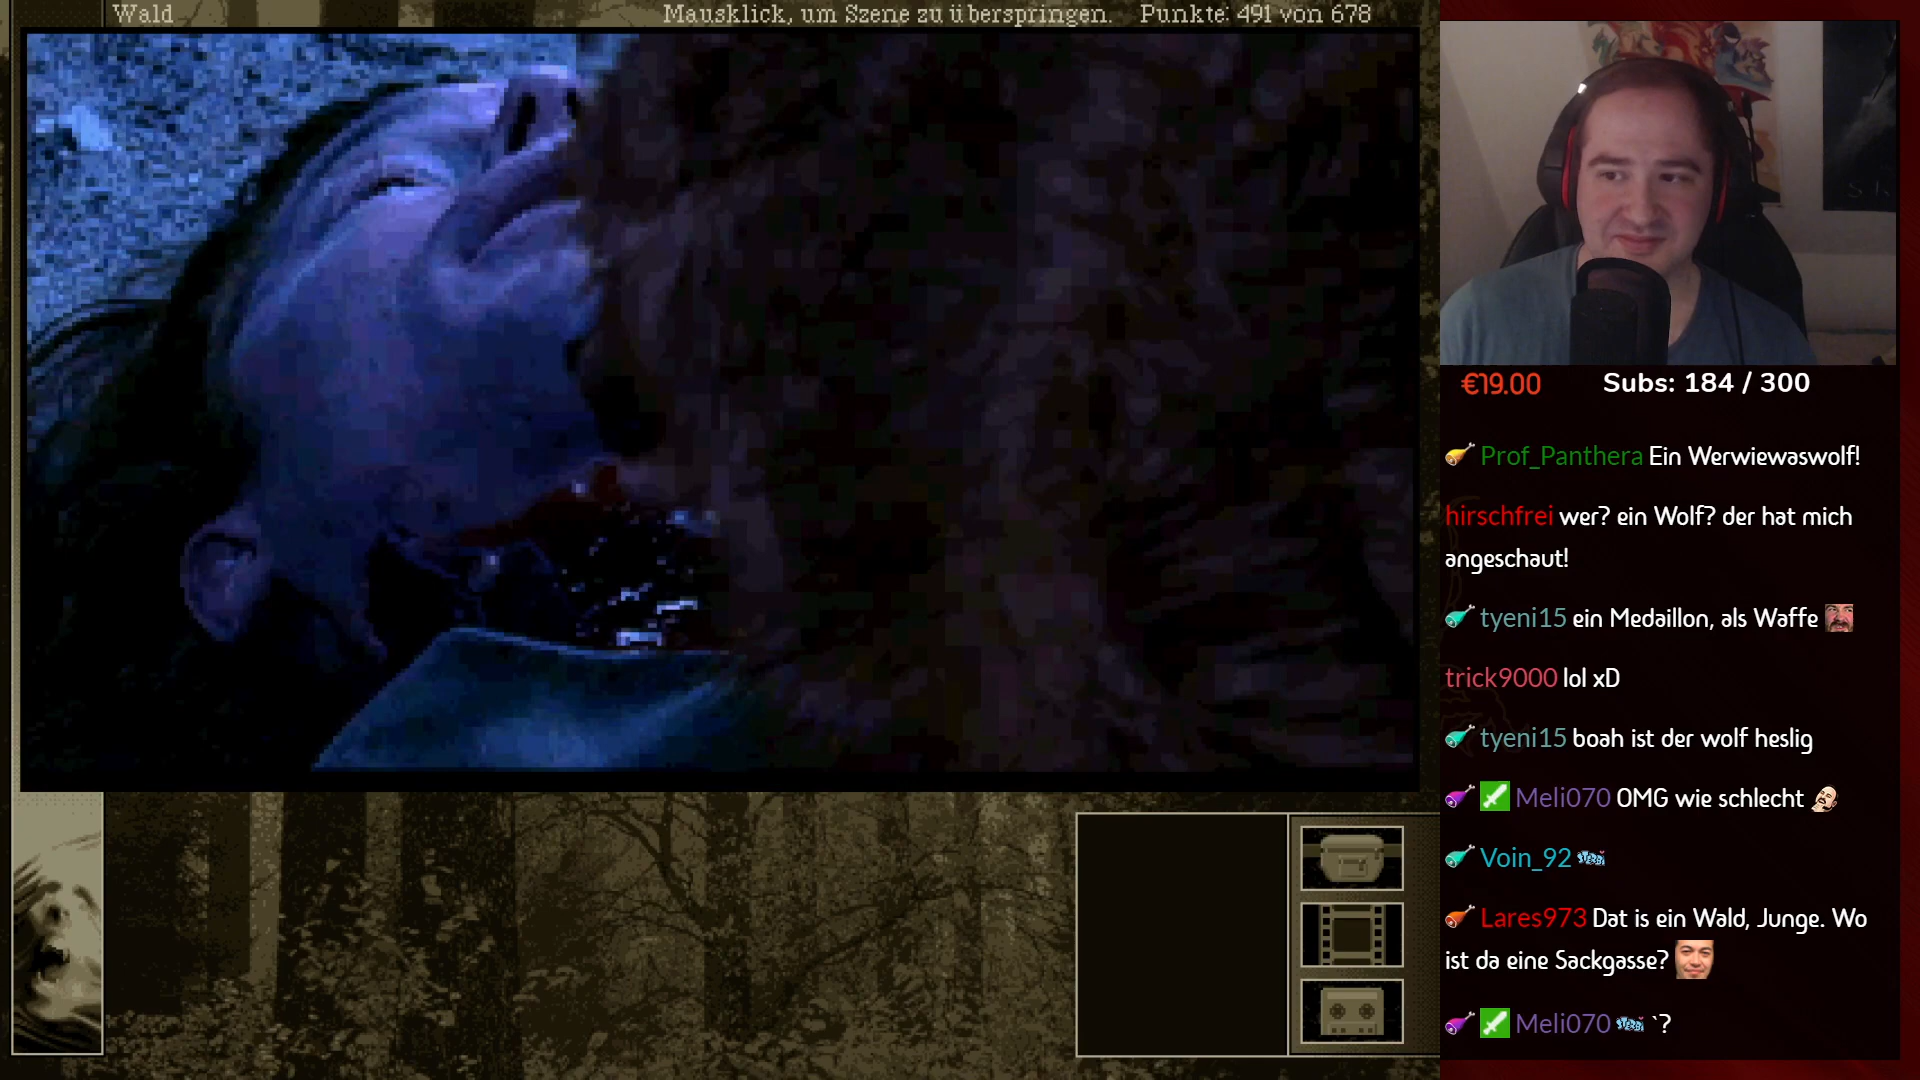 Wald
Mausklick, um Szene zu überspringen. Punkte: 491 von 678
€19.00
Subs: 184 / 300
Prof_Panthera Ein Werwiewaswolf!
hirschfrei wer? ein Wolf? der hat mich
angeschaut!
tyeni15 ein Medaillon, als Waffe
trick9000 lol xD
tyeni15 boah ist der wolf heslig
Meli070 OMG wie schlecht
Voin_92
Lares973 Dat is ein Wald, Junge. Wo
ist da eine Sackgasse?
Meli070 `?